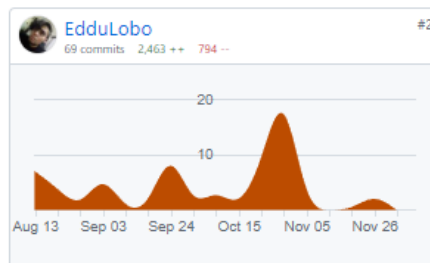 EdduLobo
#2
69 commits 2,463 ++ 794 --
20
10
Aug 13 Sep 03 Sep 24 Oct 15 Nov 05 Nov 26